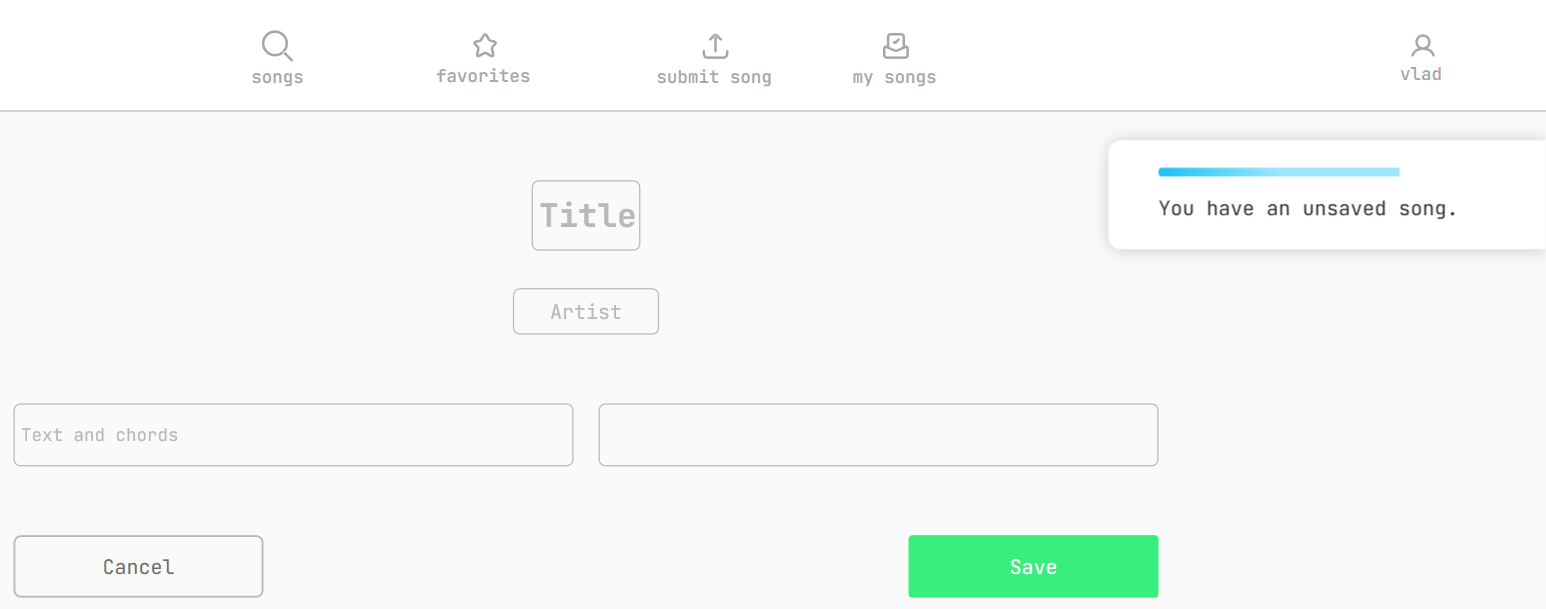 songs
favorites
submit song
my songs
vlad
You have an unsaved song.
Title
Artist
Text and chords
Cancel
Save